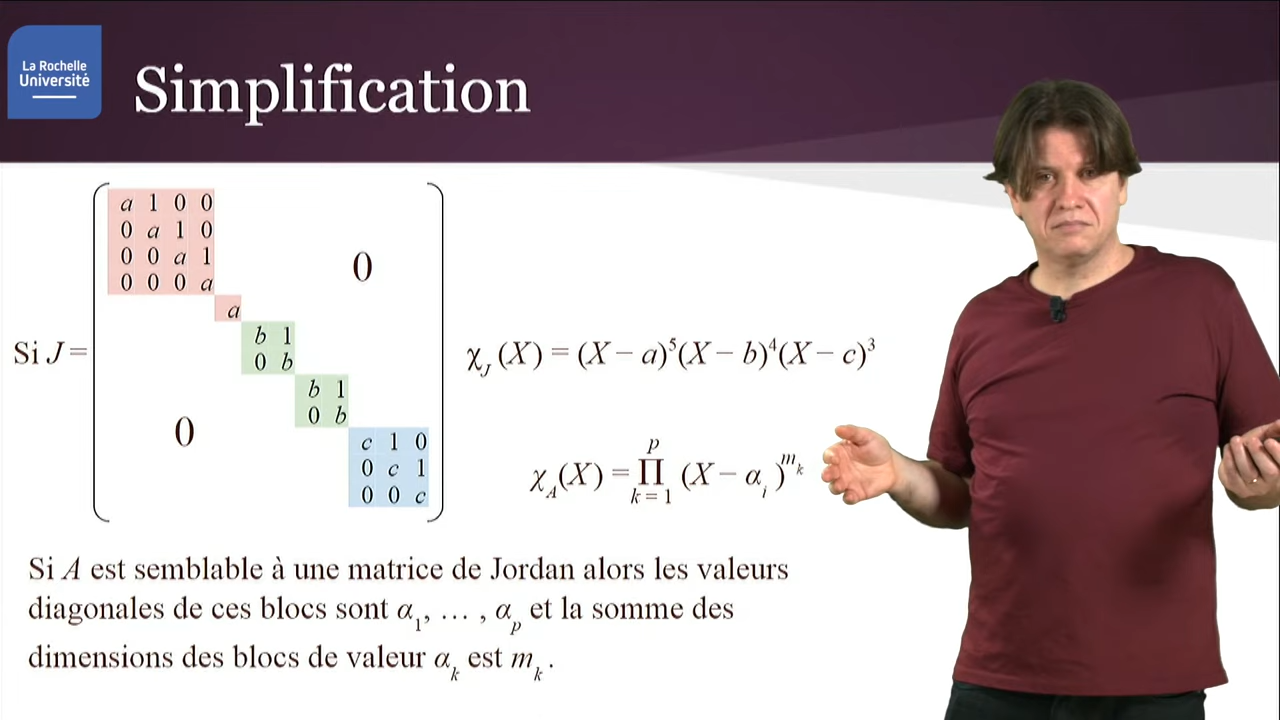 La Rochelle
Université
Simplification
Si J =
a 1 0 0
0 a 1 0
0 0 a 1
0 0 0 a
a
b 1
0 b
b 1
0 b
c 1 0
0 c 1
0 0 c
0
0
χ_J (X) = (X − a)^5(X − b)^4(X − c)^3
χ_A(X) = ∏_{k = 1}^{p} (X − α_i)^{m_k}
Si A est semblable à une matrice de Jordan alors les valeurs
diagonales de ces blocs sont α_1, … , α_p et la somme des
dimensions des blocs de valeur α_k est m_k.